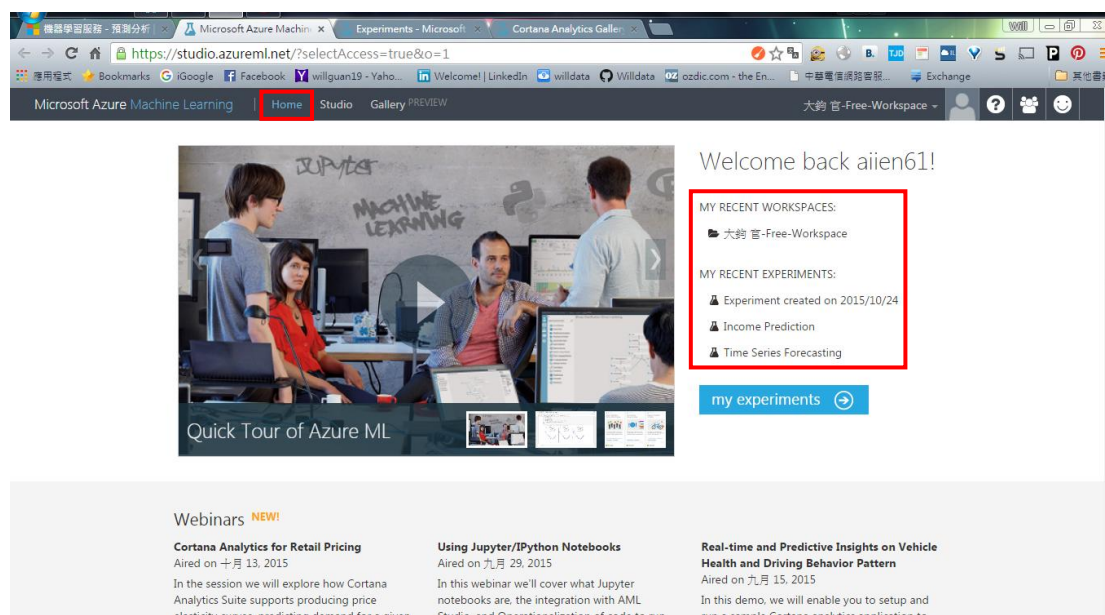 機器學習服務 - 預測分析
Microsoft Azure Machin
Experiments - Microsoft
Cortana Analytics Galler
Will
https://studio.azureml.net/?selectAccess=true&o=1
應用程式
Bookmarks
iGoogle
Facebook
willguan19 - Yaho...
Welcome! | LinkedIn
willdata
Willdata
ozdic.com - the En...
中華電信網路客服...
Exchange
其他書
Microsoft Azure Machine Learning | Home Studio Gallery PREVIEW
大鈞 官-Free-Workspace
JUPyter
MACHINE
LEARNING
Quick Tour of Azure ML
Welcome back aiien61!
MY RECENT WORKSPACES:
大鈞 官-Free-Workspace
MY RECENT EXPERIMENTS:
Experiment created on 2015/10/24
Income Prediction
Time Series Forecasting
my experiments
Webinars NEW!
Cortana Analytics for Retail Pricing
Aired on 十月 13, 2015
In the session we will explore how Cortana
Analytics Suite supports producing price
Using Jupyter/IPython Notebooks
Aired on 九月 29, 2015
In this webinar we'll cover what Jupyter
notebooks are, the integration with AML
Real-time and Predictive Insights on Vehicle
Health and Driving Behavior Pattern
Aired on 九月 15, 2015
In this demo, we will enable you to setup and